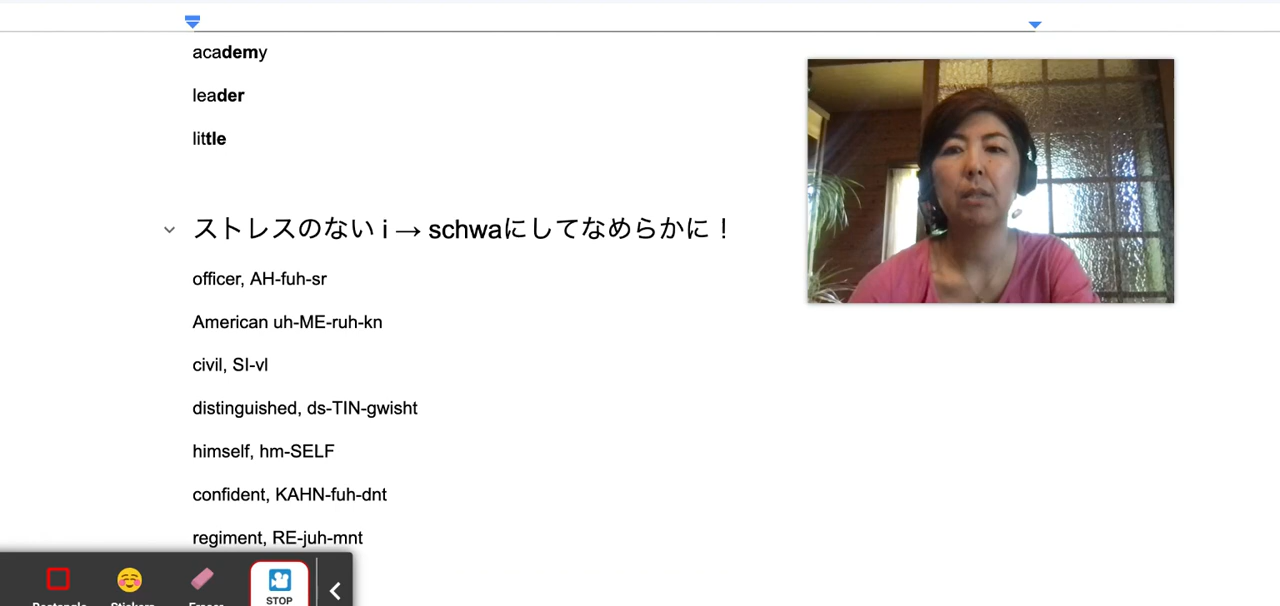 academy
leader
little
ストレスのない i → schwaにしてなめらかに！
officer, AH-fuh-sr
American uh-ME-ruh-kn
civil, SI-vl
distinguished, ds-TIN-gwisht
himself, hm-SELF
confident, KAHN-fuh-dnt
regiment, RE-juh-mnt
STOP